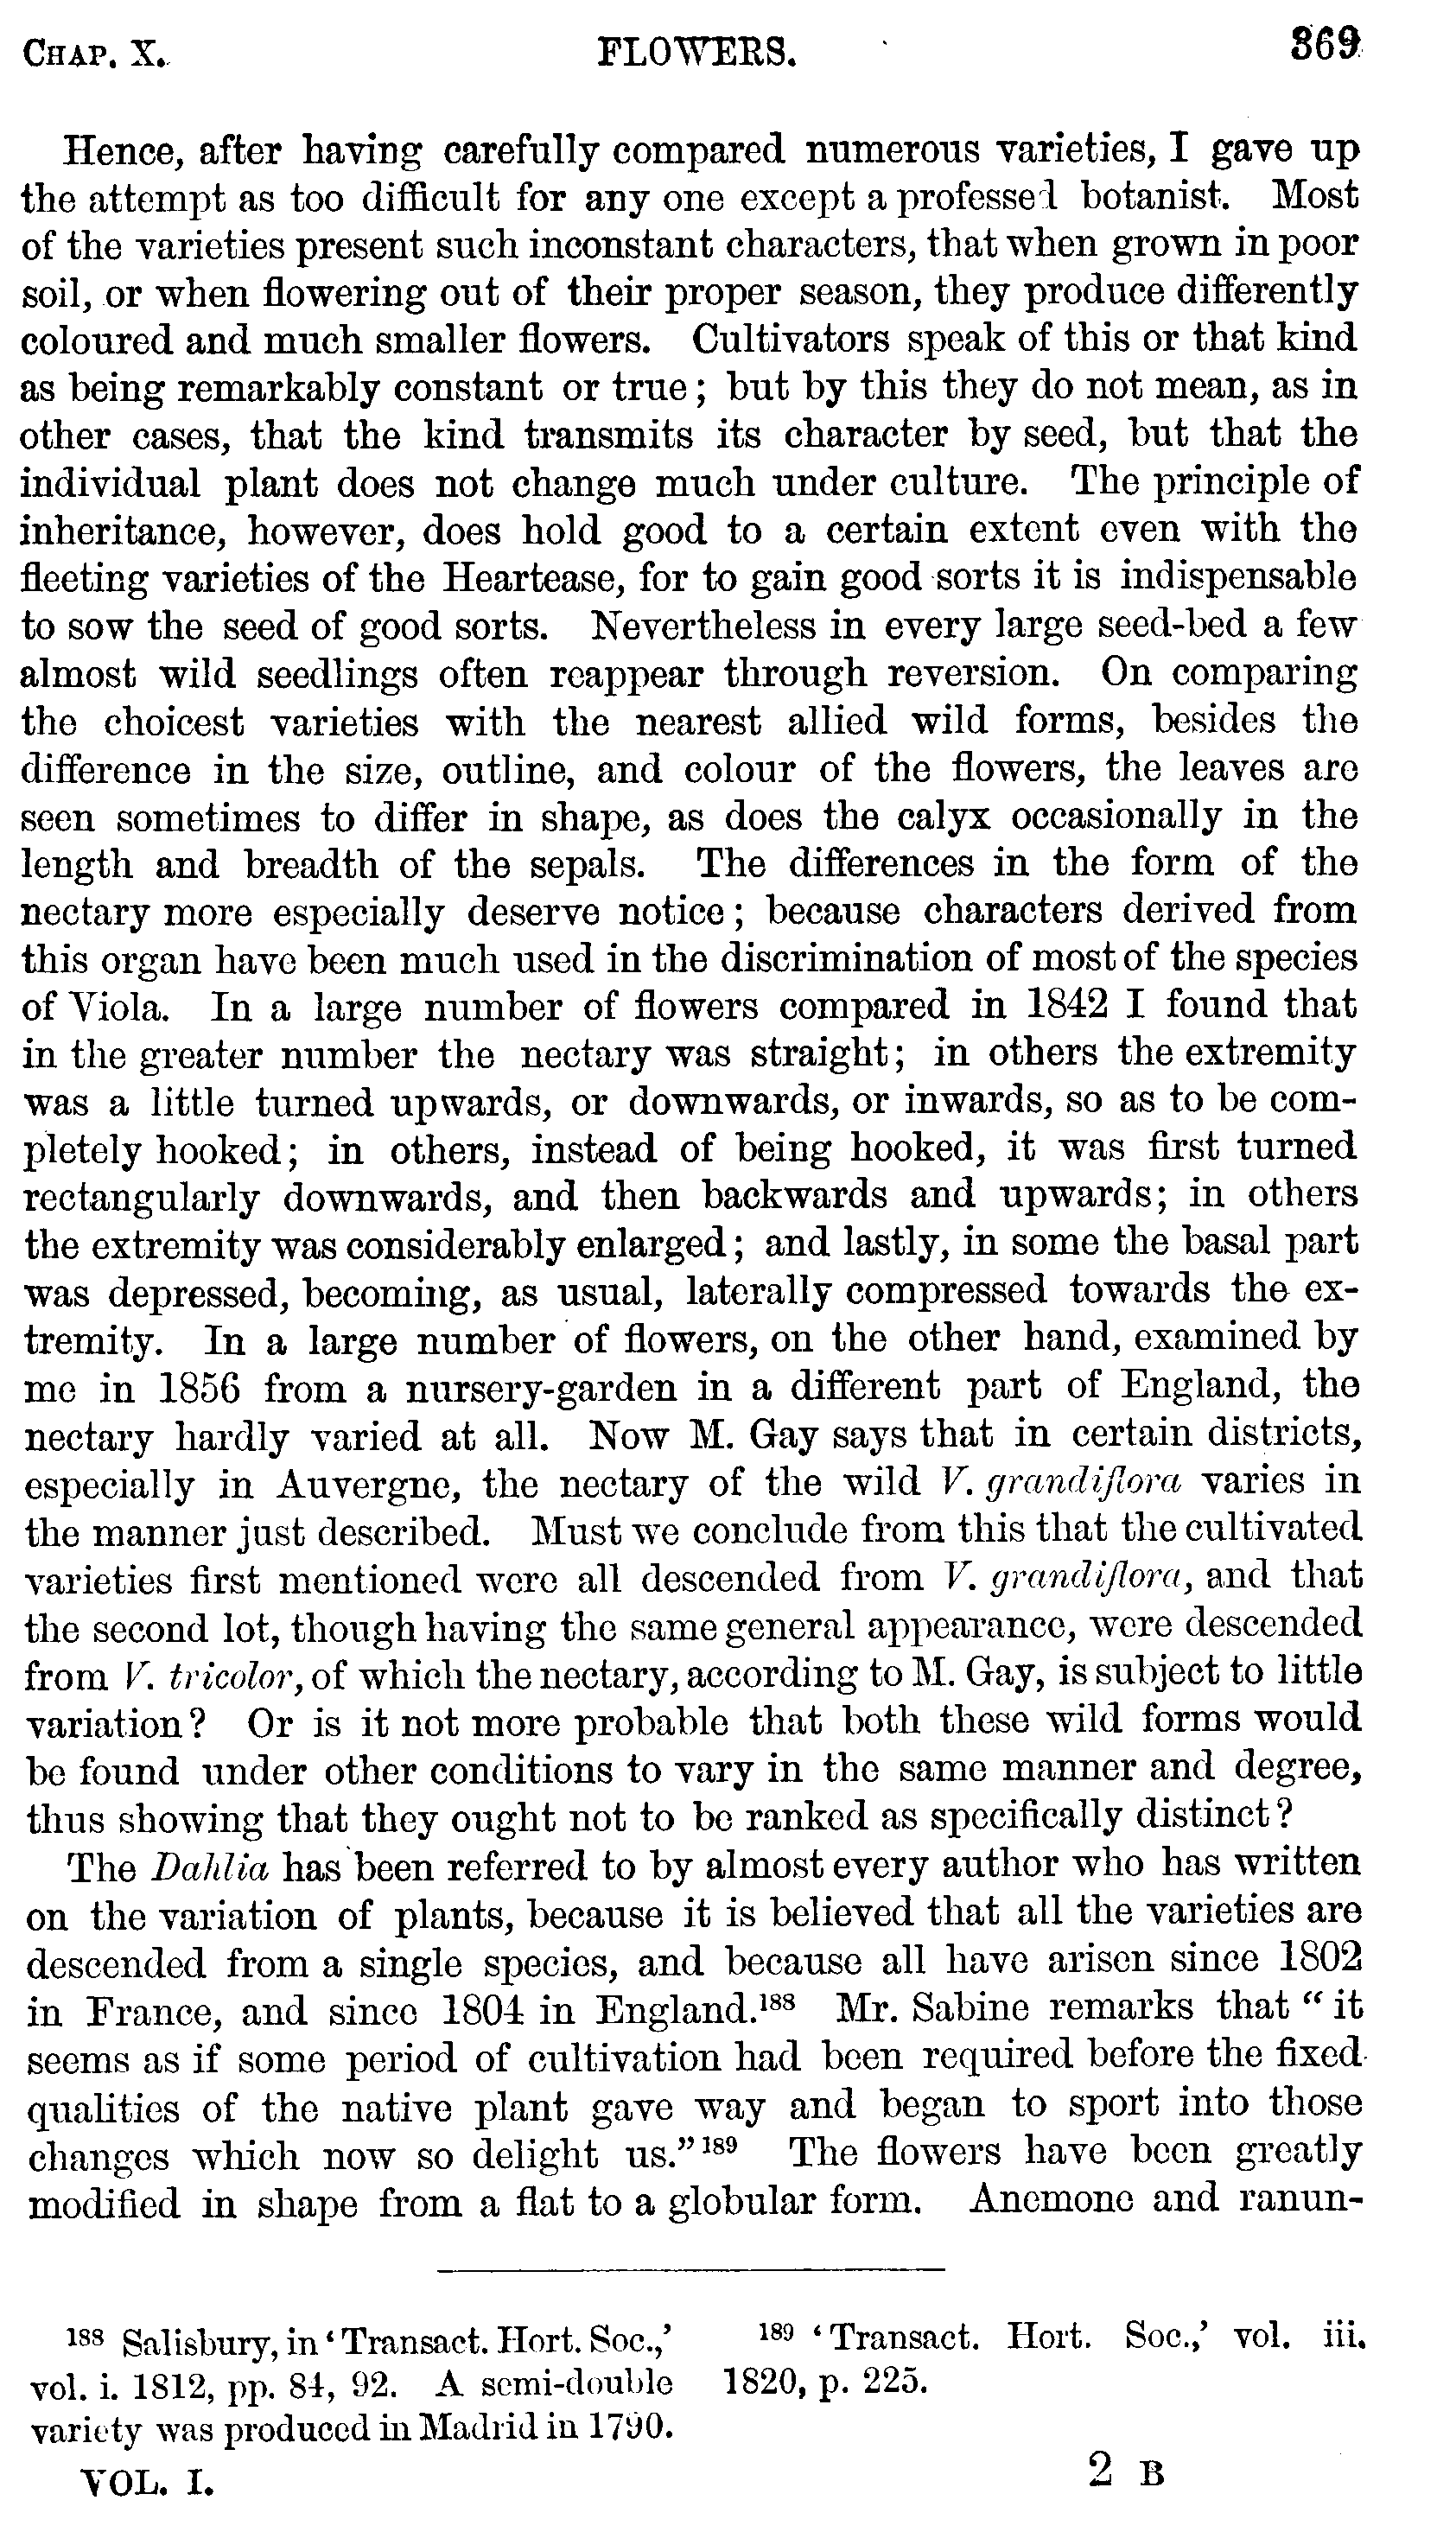 CHAP. X. FLOWERS. 369
Hence, after having carefully compared numerous varieties, I gave up
the attempt as too difficult for any one except a professed botanist. Most
of the varieties present such inconstant characters, that when grown in poor
soil, or when flowering out of their proper season, they produce differently
coloured and much smaller flowers. Cultivators speak of this or that kind
as being remarkably constant or true; but by this they do not mean, as in
other cases, that the kind transmits its character by seed, but that the
individual plant does not change much under culture. The principle of
inheritance, however, does hold good to a certain extent even with the
fleeting varieties of the Heartease, for to gain good sorts it is indispensable
to sow the seed of good sorts. Nevertheless in every large seed-bed a few
almost wild seedlings often reappear through reversion. On comparing
the choicest varieties with the nearest allied wild forms, besides the
difference in the size, outline, and colour of the flowers, the leaves are
seen sometimes to differ in shape, as does the calyx occasionally in the
length and breadth of the sepals. The differences in the form of the
nectary more especially deserve notice; because characters derived from
this organ have been much used in the discrimination of most of the species
of Viola. In a large number of flowers compared in 1842 I found that
in the greater number the nectary was straight; in others the extremity
was a little turned upwards, or downwards, or inwards, so as to be com-
pletely hooked; in others, instead of being hooked, it was first turned
rectangularly downwards, and then backwards and upwards; in others
the extremity was considerably enlarged; and lastly, in some the basal part
was depressed, becoming, as usual, laterally compressed towards the ex-
tremity. In a large number of flowers, on the other hand, examined by
me in 1856 from a nursery-garden in a different part of England, the
nectary hardly varied at all. Now M. Gay says that in certain districts,
especially in Auvergne, the nectary of the wild V. grandiflora varies in
the manner just described. Must we conclude from this that the cultivated
varieties first mentioned were all descended from V. grandiflora, and that
the second lot, though having the same general appearance, were descended
from V. tricolor, of which the nectary, according to M. Gay, is subject to little
variation? Or is it not more probable that both these wild forms would
be found under other conditions to vary in the same manner and degree,
thus showing that they ought not to be ranked as specifically distinct?
The Dahlia has been referred to by almost every author who has written
on the variation of plants, because it is believed that all the varieties are
descended from a single species, and because all have arisen since 1802
in France, and since 1804 in England.¹⁸⁸ Mr. Sabine remarks that “it
seems as if some period of cultivation had been required before the fixed
qualities of the native plant gave way and began to sport into those
changes which now so delight us.”¹⁸⁹ The flowers have been greatly
modified in shape from a flat to a globular form. Anemone and ranun-
¹⁸⁸ Salisbury, in ‘Transact. Hort. Soc.,’
vol. i. 1812, pp. 84, 92. A semi-double
variety was produced in Madrid in 1790.
¹⁸⁹ ‘Transact. Hort. Soc.,’ vol. iii.
1820, p. 225.
VOL. I. 2 B